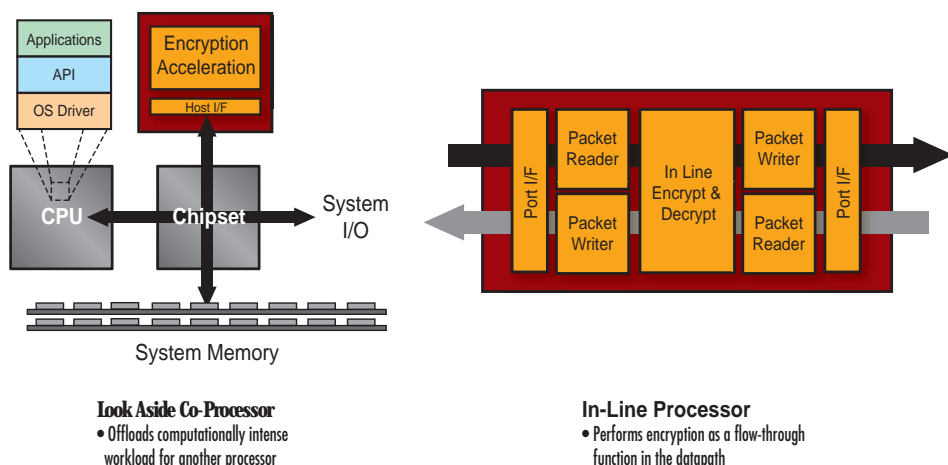 Applications
API
OS Driver
CPU
Encryption
Acceleration
Host I/F
Chipset
System
I/O
System Memory
Look Aside Co-Processor
• Offloads computationally intense
workload for another processor
Port I/F
Packet
Reader
Packet
Writer
In Line
Encrypt &
Decrypt
Packet
Writer
Packet
Reader
Port I/F
In-Line Processor
• Performs encryption as a flow-through
function in the datapath